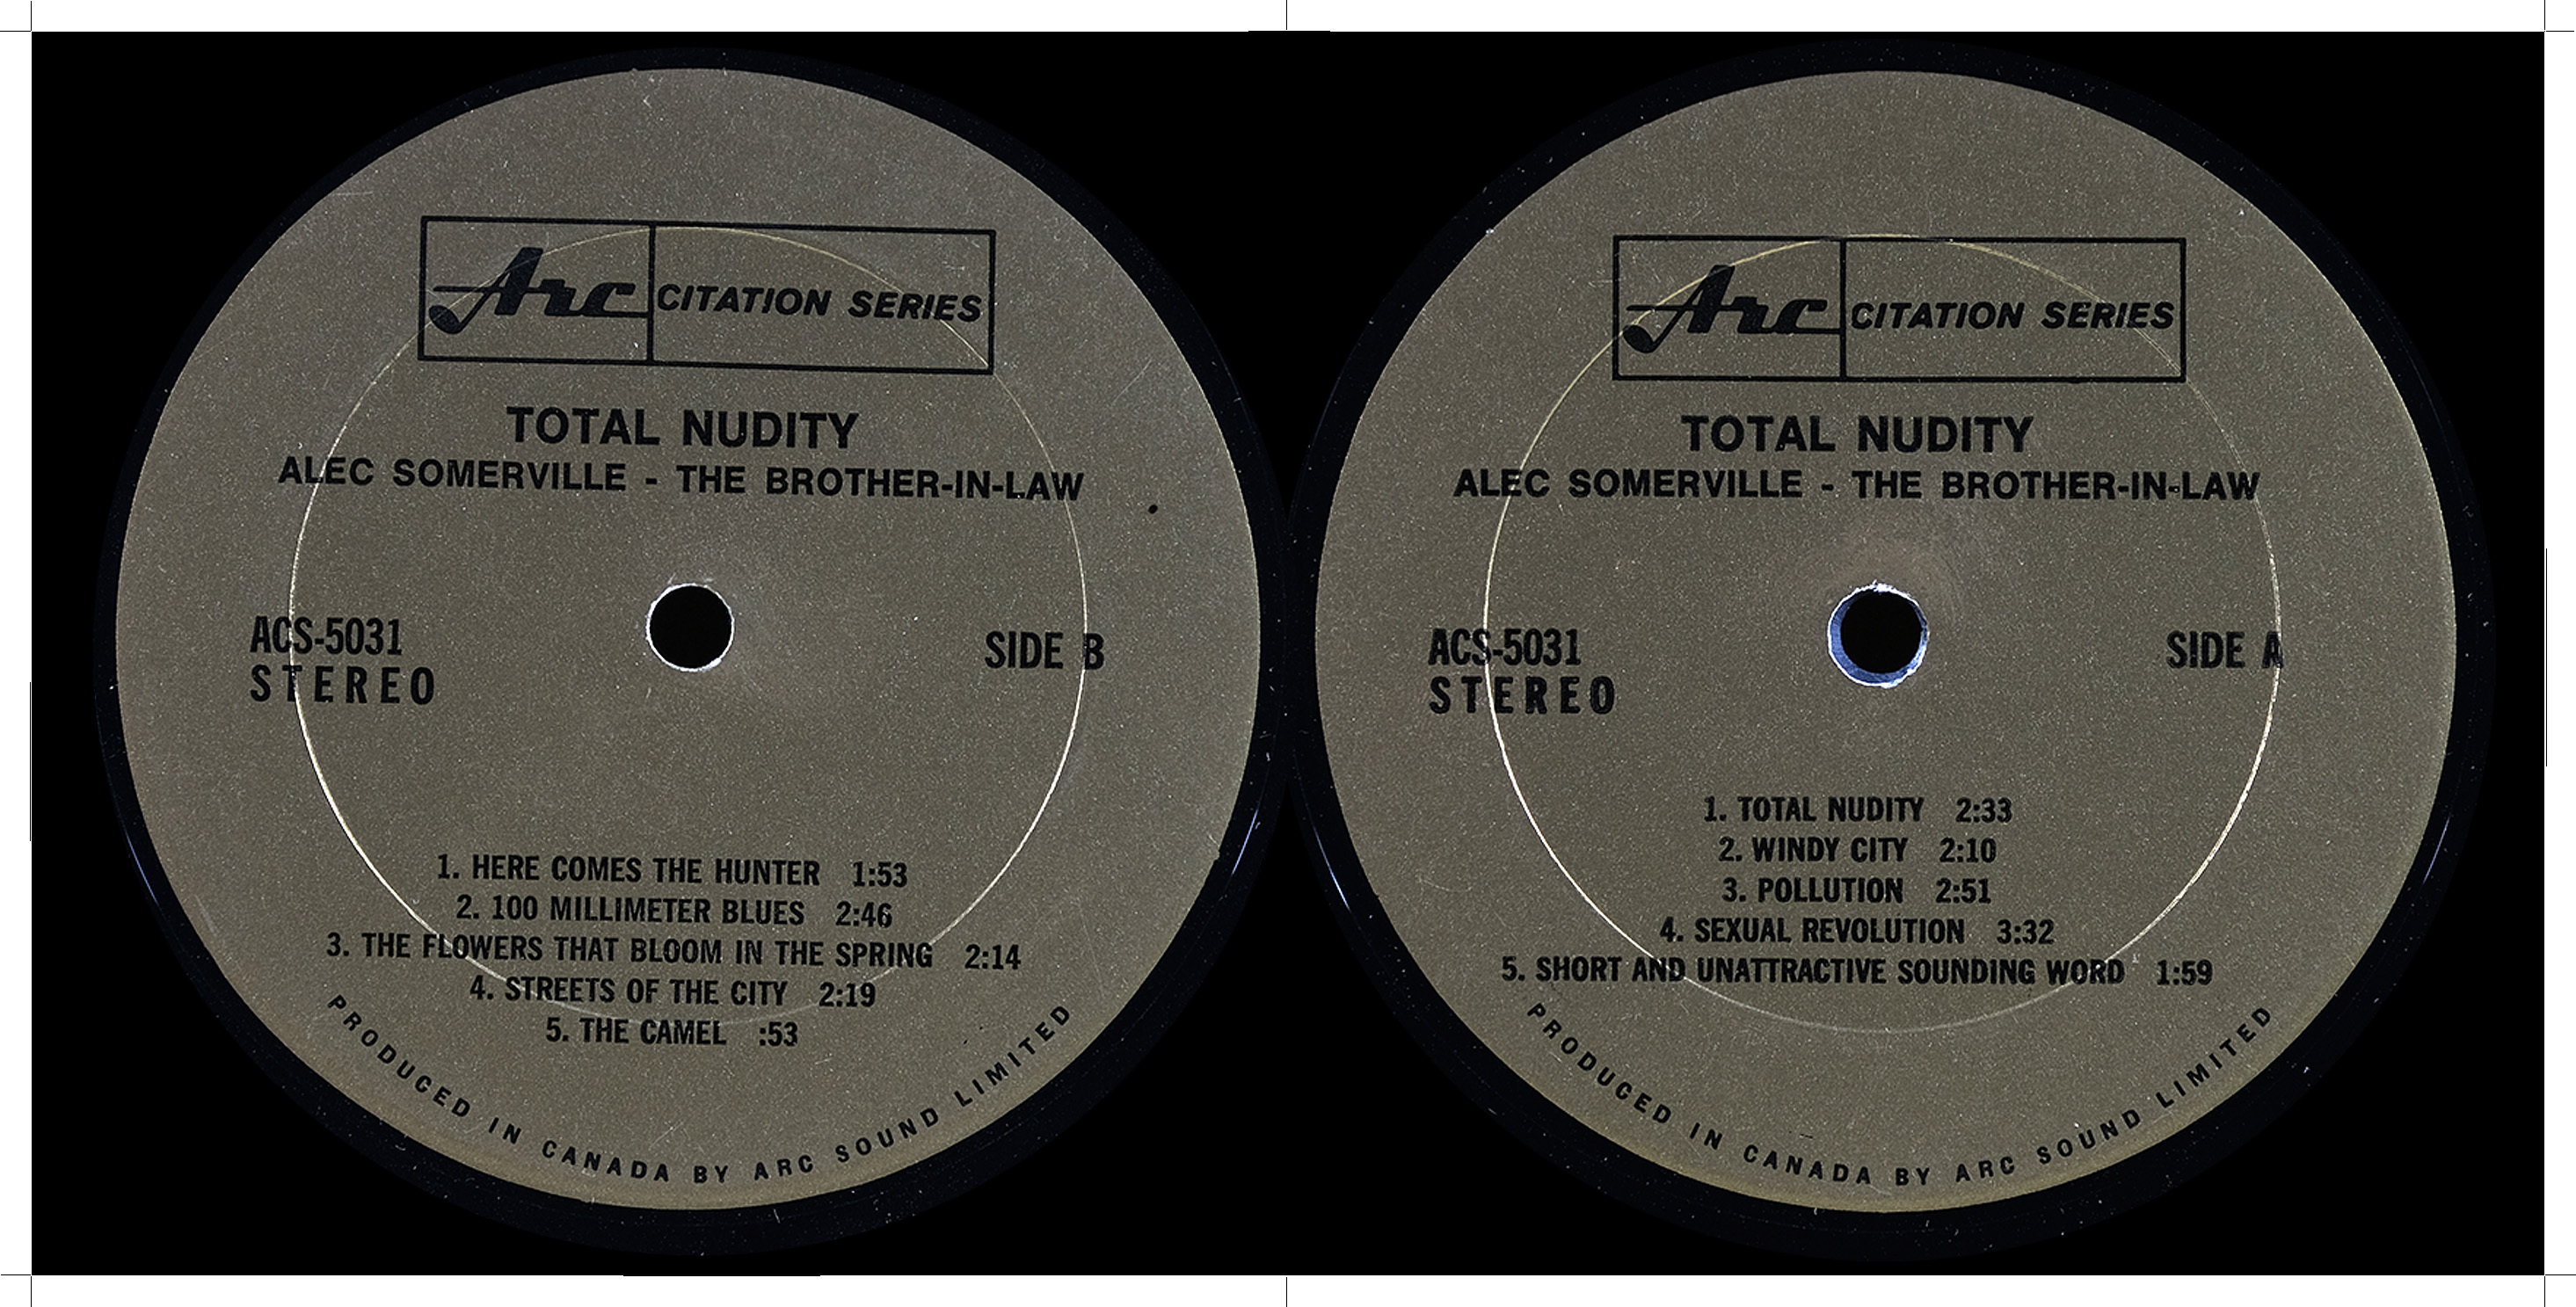 Arc CITATION SERIES
TOTAL NUDITY
ALEC SOMERVILLE - THE BROTHER-IN-LAW
ACS-5031
STEREO
SIDE B
1. HERE COMES THE HUNTER 1:53
2. 100 MILLIMETER BLUES 2:46
3. THE FLOWERS THAT BLOOM IN THE SPRING 2:14
4. STREETS OF THE CITY 2:19
5. THE CAMEL :53
PRODUCED IN CANADA BY ARC SOUND LIMITED
Arc CITATION SERIES
TOTAL NUDITY
ALEC SOMERVILLE - THE BROTHER-IN-LAW
ACS-5031
STEREO
SIDE A
1. TOTAL NUDITY 2:33
2. WINDY CITY 2:10
3. POLLUTION 2:51
4. SEXUAL REVOLUTION 3:32
5. SHORT AND UNATTRACTIVE SOUNDING WORD 1:59
PRODUCED IN CANADA BY ARC SOUND LIMITED